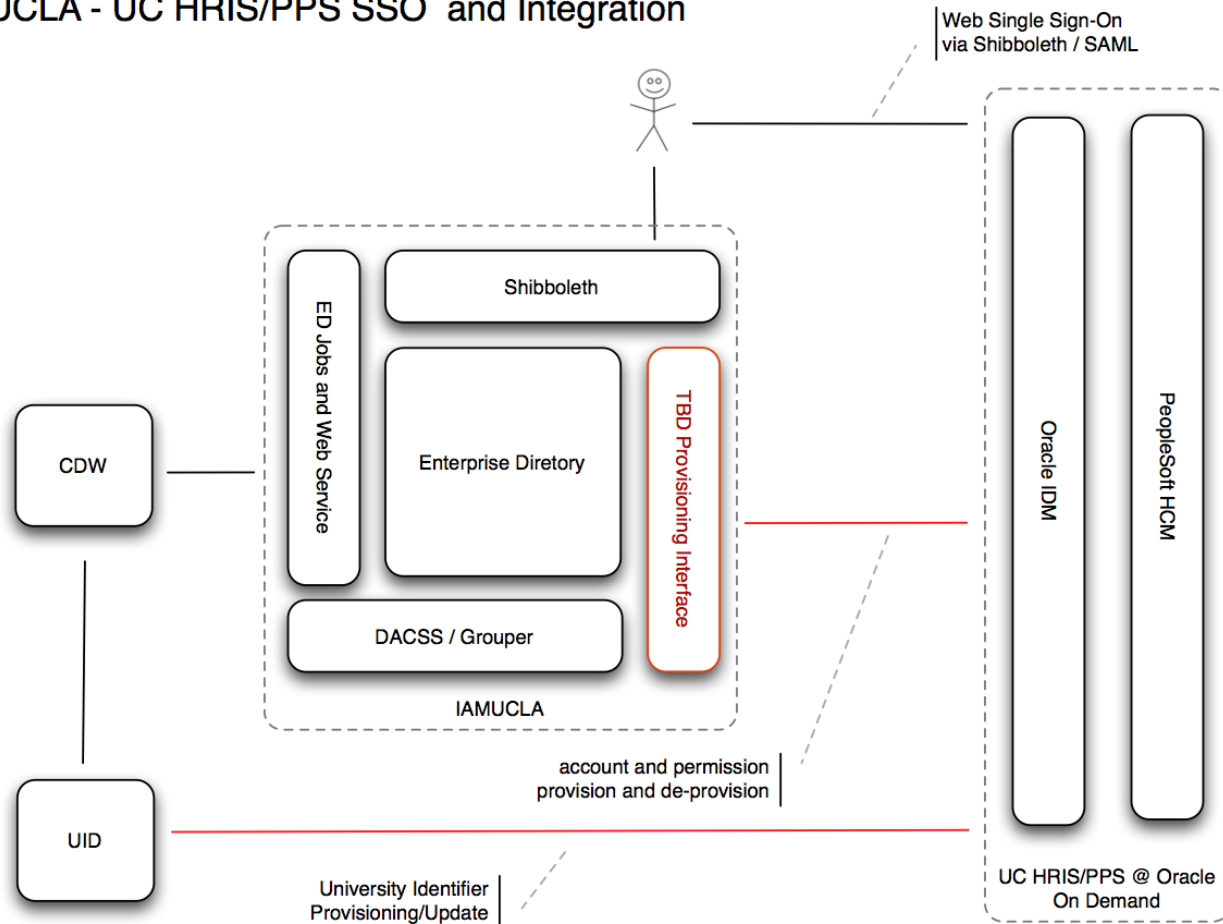 UCLA - UC HRIS/PPS SSO and Integration
Web Single Sign-On
via Shibboleth / SAML
Shibboleth
ED Jobs and Web Service
Enterprise Diretory
TBD Provisioning Interface
DACSS / Grouper
IAMUCLA
CDW
UID
Oracle IDM
PeopleSoft HCM
account and permission
provision and de-provision
University Identifier
Provisioning/Update
UC HRIS/PPS @ Oracle
On Demand